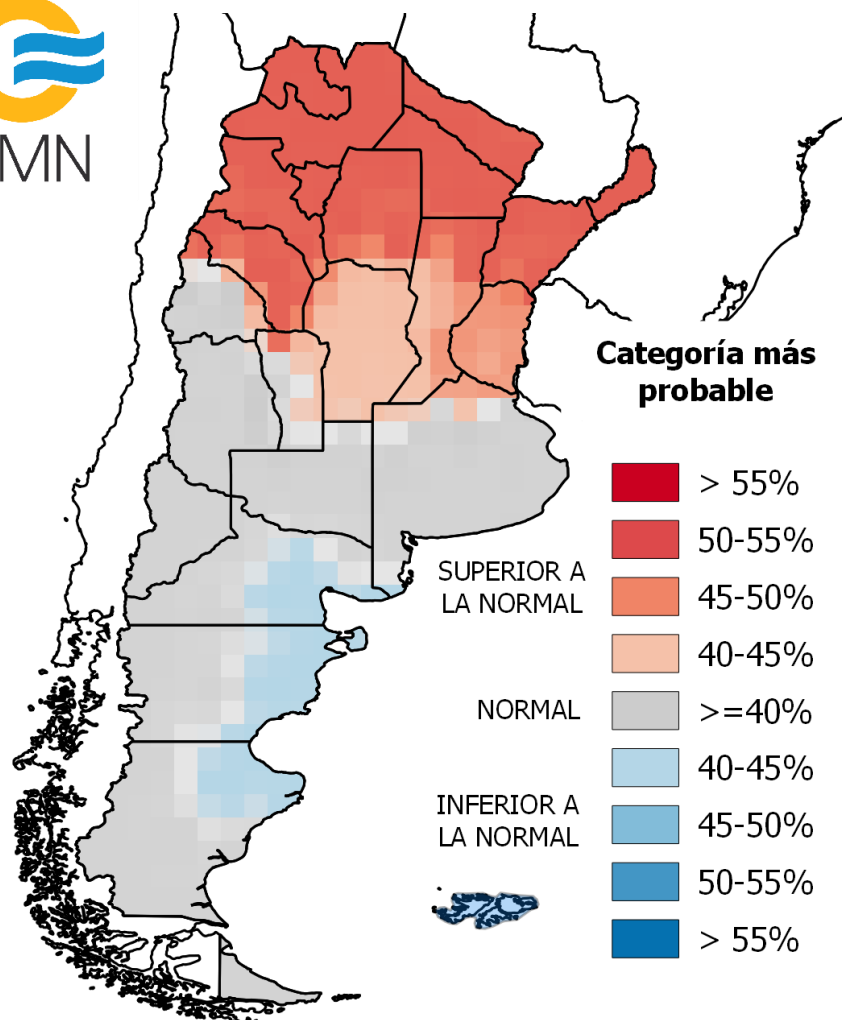 MN
Categoría más
probable
> 55%
50-55%
SUPERIOR A
LA NORMAL
45-50%
40-45%
NORMAL
>=40%
40-45%
INFERIOR A
LA NORMAL
45-50%
50-55%
> 55%